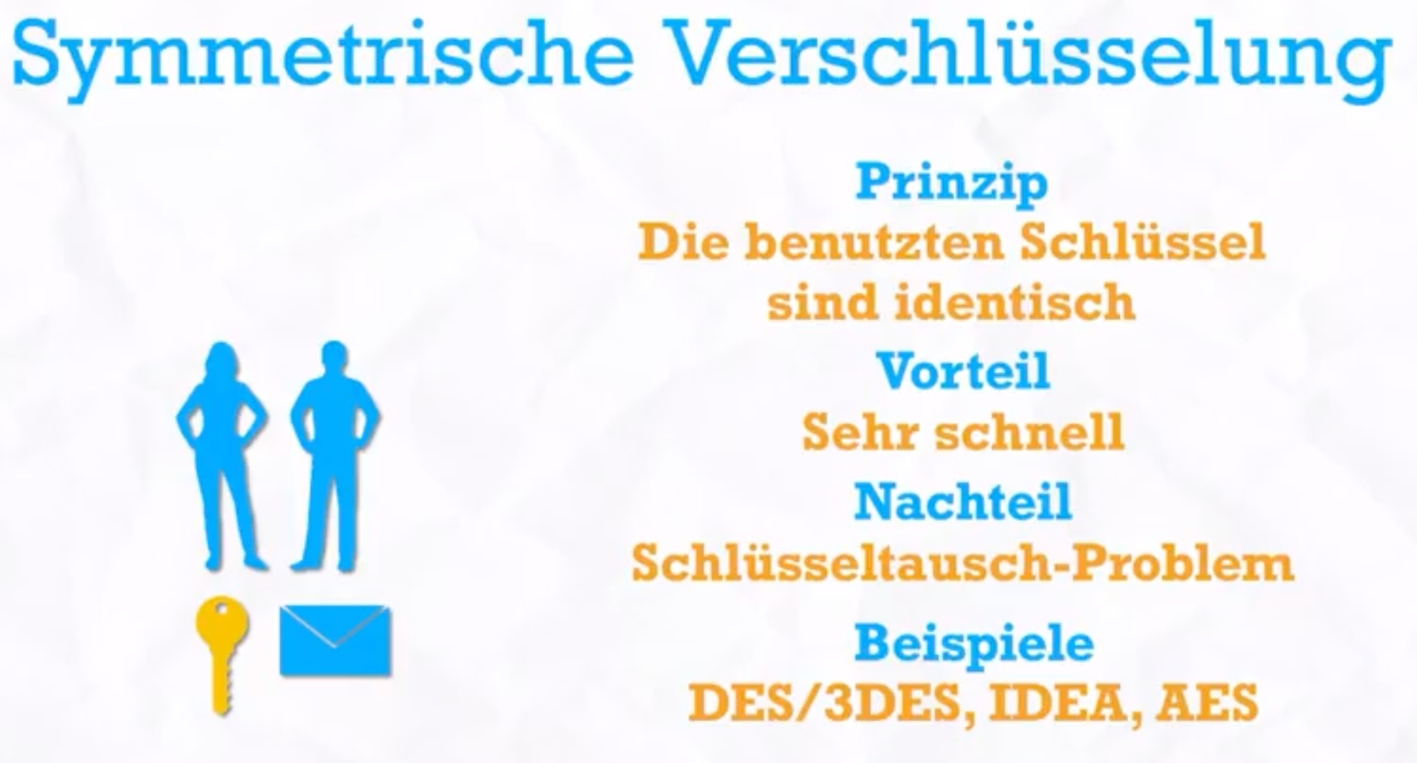 Symmetrische Verschlüsselung
Prinzip
Die benutzten Schlüssel
sind identisch
Vorteil
Sehr schnell
Nachteil
Schlüsseltausch-Problem
Beispiele
DES/3DES, IDEA, AES